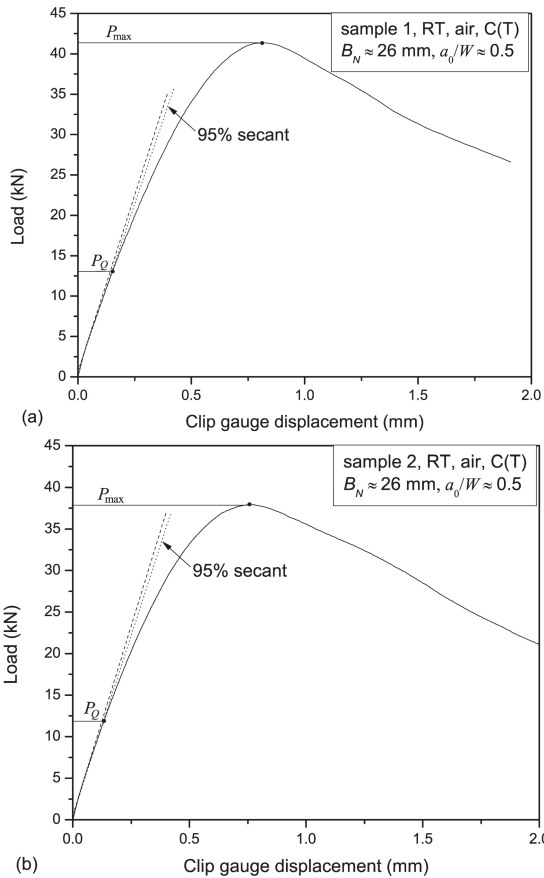 sample 1, RT, air, C(T)
B_N ≈ 26 mm, a_0/W ≈ 0.5
P_max
95% secant
P_Q
Load (kN)
45
40
35
30
25
20
15
10
5
0
0.0 0.5 1.0 1.5 2.0
Clip gauge displacement (mm)
(a)
sample 2, RT, air, C(T)
B_N ≈ 26 mm, a_0/W ≈ 0.5
P_max
95% secant
P_Q
Load (kN)
45
40
35
30
25
20
15
10
5
0
0.0 0.5 1.0 1.5 2.0
Clip gauge displacement (mm)
(b)